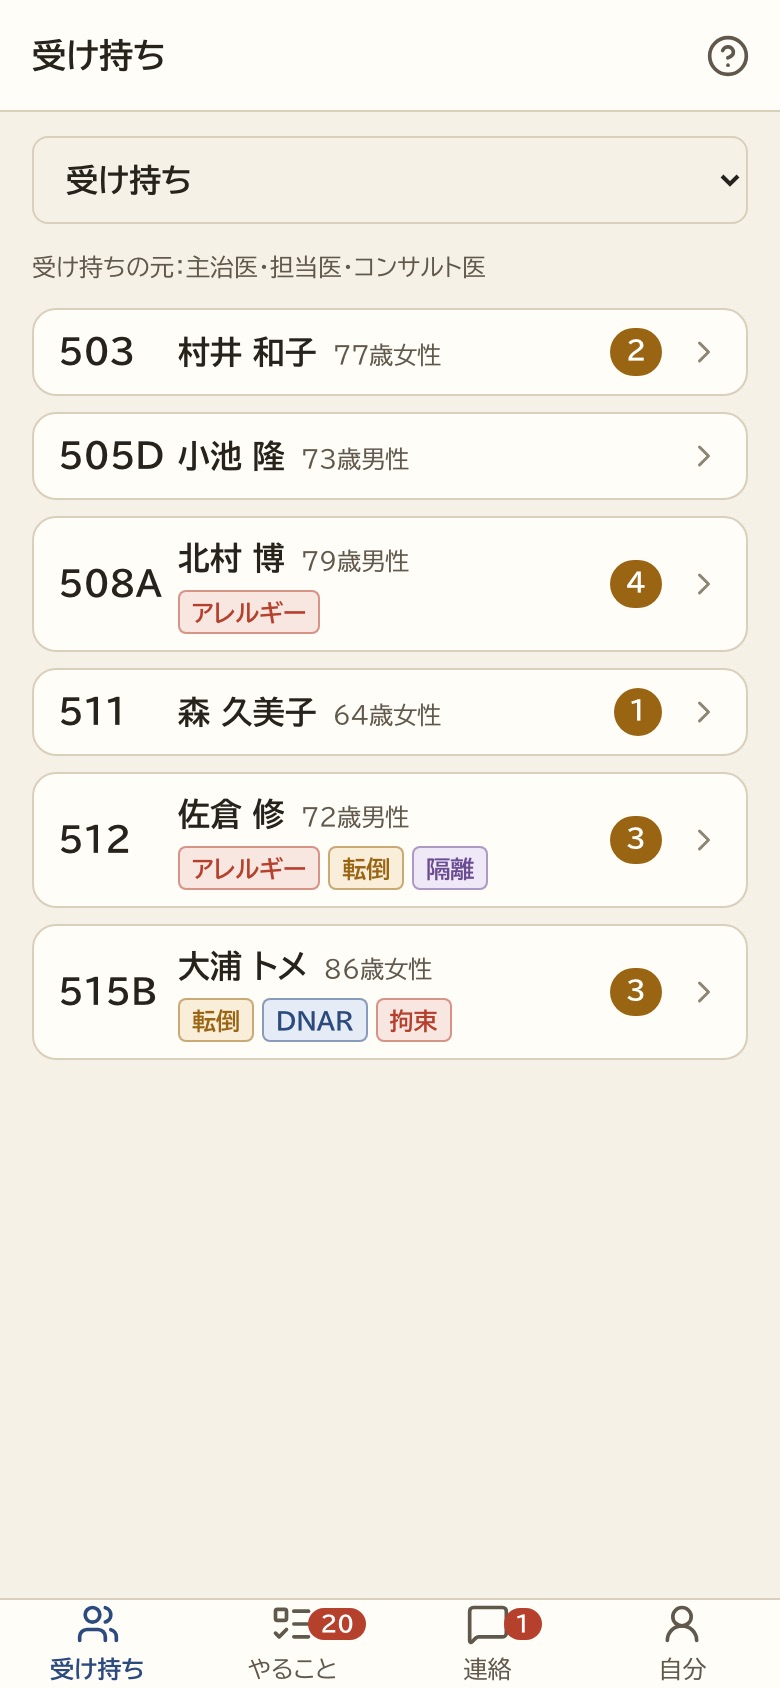 受け持ち
受け持ち
受け持ちの元：主治医・担当医・コンサルト医
503 村井 和子 77歳女性 2
505D 小池 隆 73歳男性
508A 北村 博 79歳男性 4
アレルギー
511 森 久美子 64歳女性 1
512 佐倉 修 72歳男性 3
アレルギー 転倒 隔離
515B 大浦 トメ 86歳女性 3
転倒 DNAR 拘束
20 1
受け持ち やること 連絡 自分